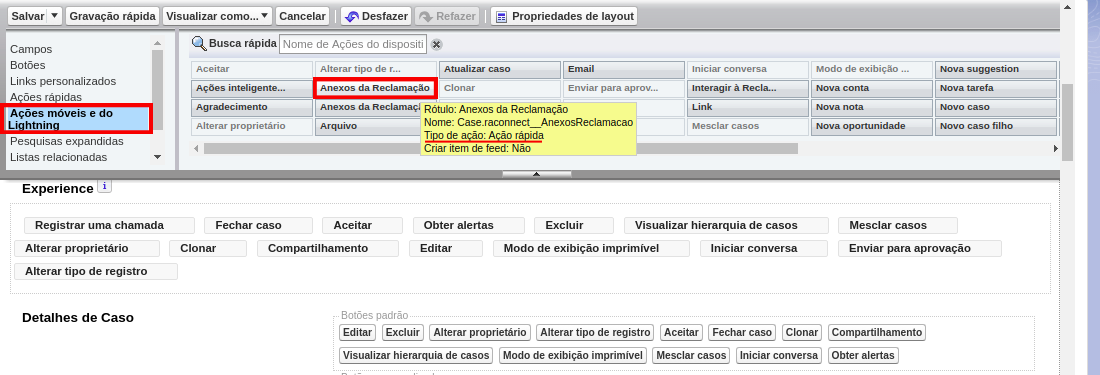 Salvar Gravação rápida Visualizar como... Cancelar Desfazer Refazer Propriedades de layout
Campos
Botões
Links personalizados
Ações rápidas
Ações móveis e do
Lightning
Pesquisas expandidas
Listas relacionadas
Busca rápida Nome de Ações do dispositi
Aceitar Alterar tipo de r... Atualizar caso Email Iniciar conversa Modo de exibição ... Nova suggestion
Ações inteligente... Anexos da Reclamação Clonar Enviar para aprov... Interagir à Recla... Nova conta Nova tarefa
Agradecimento Anexos da Reclamaçã Link Nova nota Novo caso
Alterar proprietário Arquivo Mesclar casos Nova oportunidade Novo caso filho
Rótulo: Anexos da Reclamação
Nome: Case.raconnect__AnexosReclamacao
Tipo de ação: Ação rápida
Criar item de feed: Não
Experience i
Registrar uma chamada Fechar caso Aceitar Obter alertas Excluir Visualizar hierarquia de casos Mesclar casos
Alterar proprietário Clonar Compartilhamento Editar Modo de exibição imprimível Iniciar conversa Enviar para aprovação
Alterar tipo de registro
Detalhes de Caso
Botões padrão
Editar Excluir Alterar proprietário Alterar tipo de registro Aceitar Fechar caso Clonar Compartilhamento
Visualizar hierarquia de casos Modo de exibição imprimível Mesclar casos Iniciar conversa Obter alertas